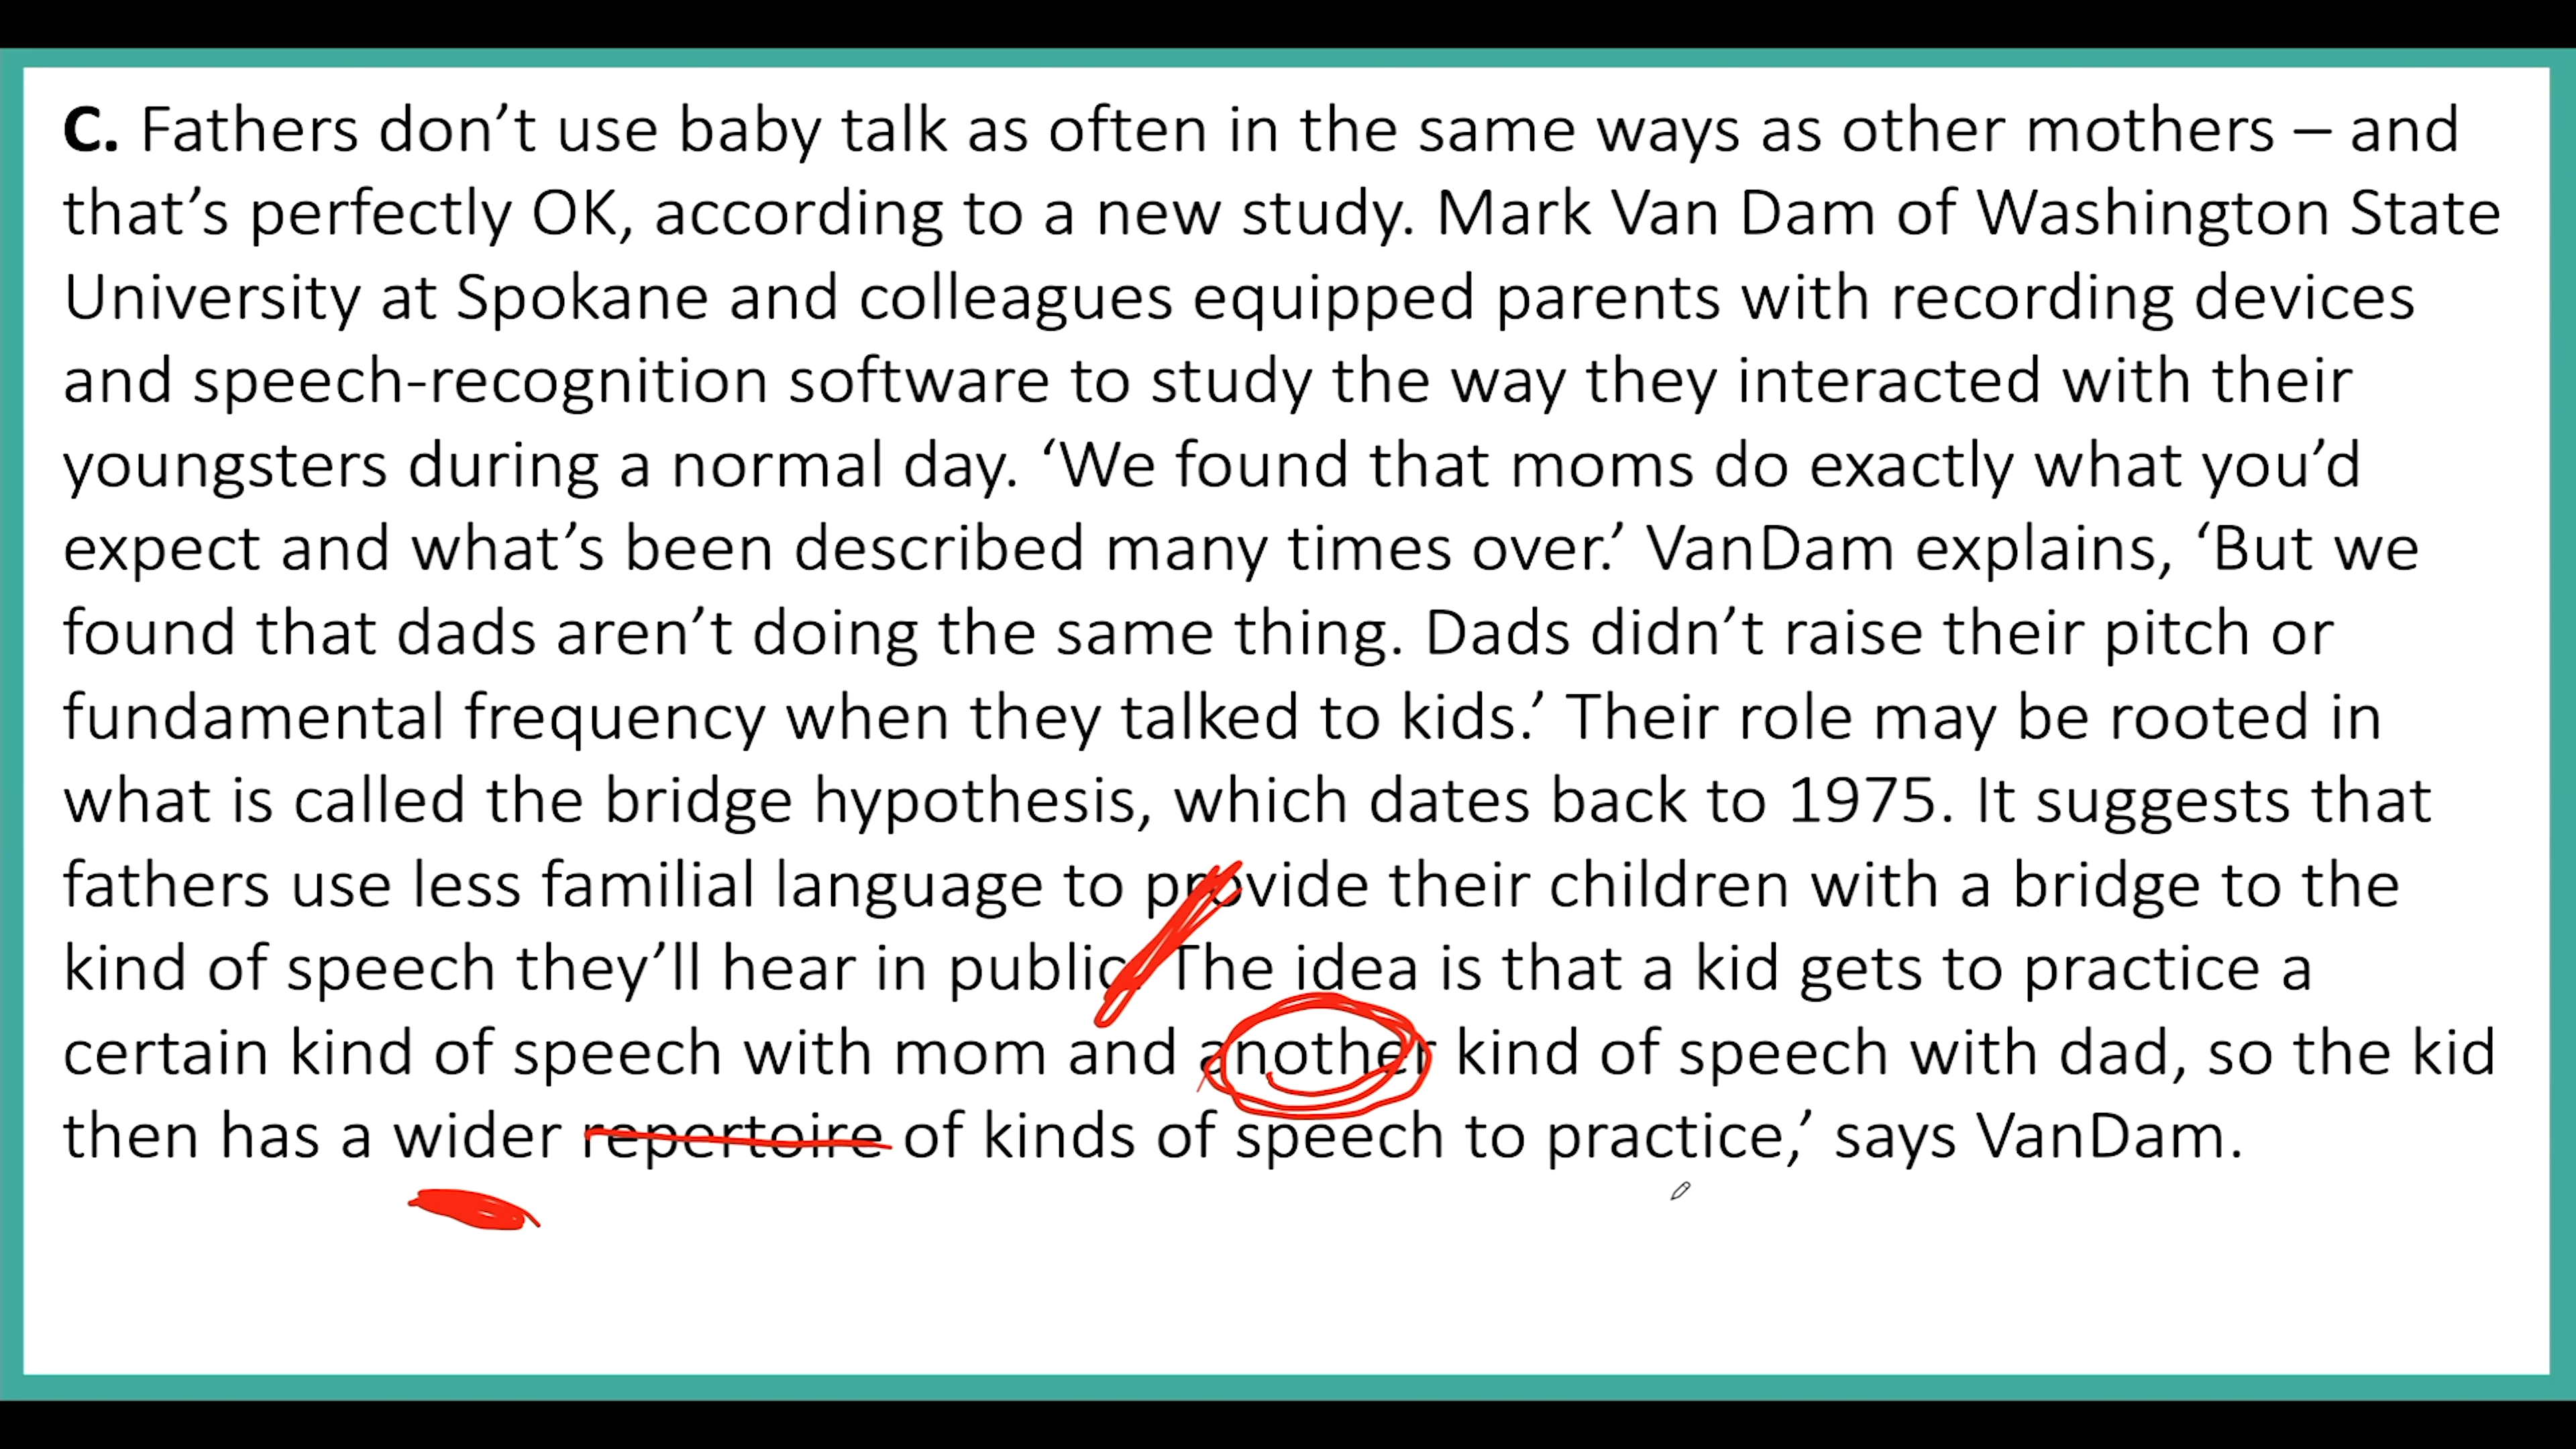 C. Fathers don’t use baby talk as often in the same ways as other mothers – and
that’s perfectly OK, according to a new study. Mark Van Dam of Washington State
University at Spokane and colleagues equipped parents with recording devices
and speech-recognition software to study the way they interacted with their
youngsters during a normal day. ‘We found that moms do exactly what you’d
expect and what’s been described many times over.’ VanDam explains, ‘But we
found that dads aren’t doing the same thing. Dads didn’t raise their pitch or
fundamental frequency when they talked to kids.’ Their role may be rooted in
what is called the bridge hypothesis, which dates back to 1975. It suggests that
fathers use less familial language to provide their children with a bridge to the
kind of speech they’ll hear in public. The idea is that a kid gets to practice a
certain kind of speech with mom and another kind of speech with dad, so the kid
then has a wider repertoire of kinds of speech to practice,’ says VanDam.